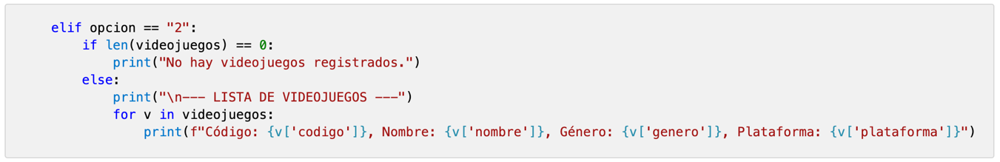 elif opcion == "2":
if len(videojuegos) == 0:
print("No hay videojuegos registrados.")
else:
print("\n--- LISTA DE VIDEOJUEGOS ---")
for v in videojuegos:
print(f"Código: {v['codigo']}, Nombre: {v['nombre']}, Género: {v['genero']}, Plataforma: {v['plataforma']}")